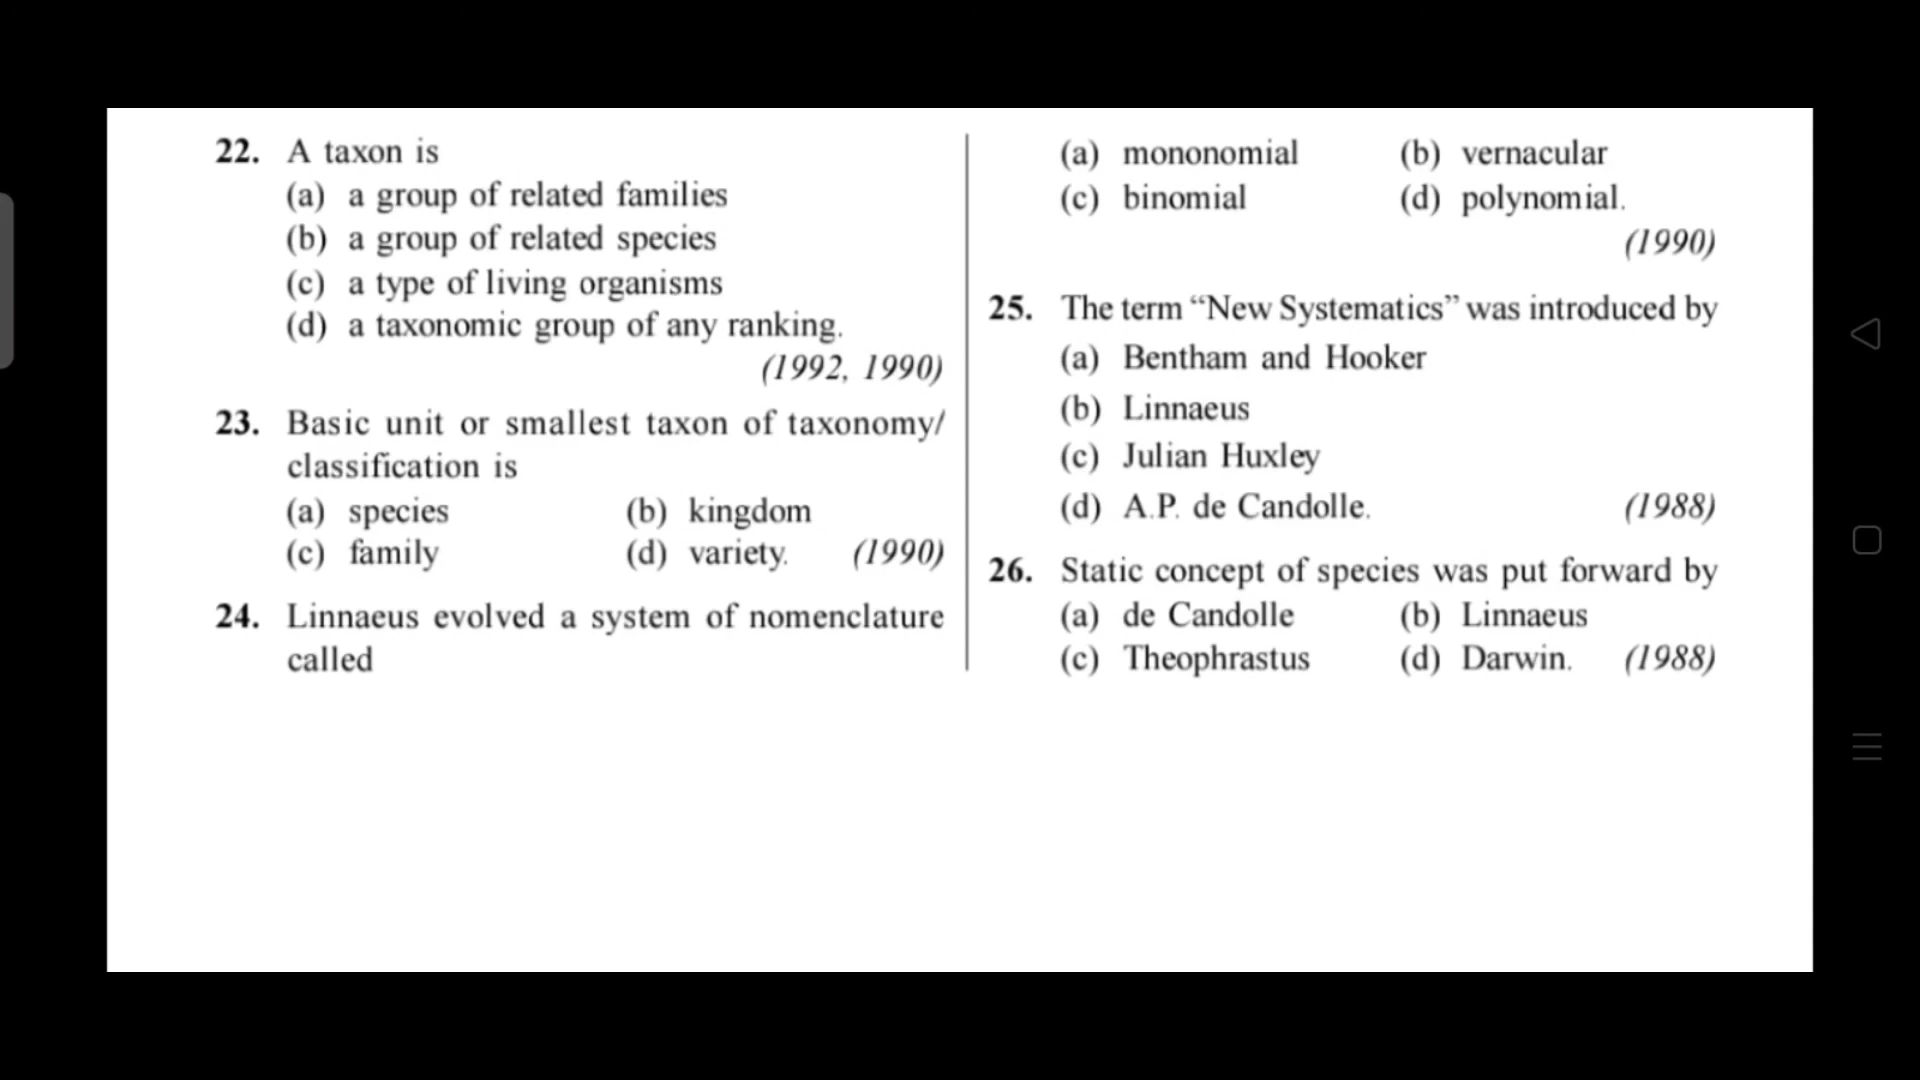 22. A taxon is
(a) a group of related families
(b) a group of related species
(c) a type of living organisms
(d) a taxonomic group of any ranking.
(1992, 1990)
23. Basic unit or smallest taxon of taxonomy/
classification is
(a) species (b) kingdom
(c) family (d) variety. (1990)
24. Linnaeus evolved a system of nomenclature
called
(a) mononomial (b) vernacular
(c) binomial (d) polynomial.
(1990)
25. The term “New Systematics” was introduced by
(a) Bentham and Hooker
(b) Linnaeus
(c) Julian Huxley
(d) A.P. de Candolle. (1988)
26. Static concept of species was put forward by
(a) de Candolle (b) Linnaeus
(c) Theophrastus (d) Darwin. (1988)